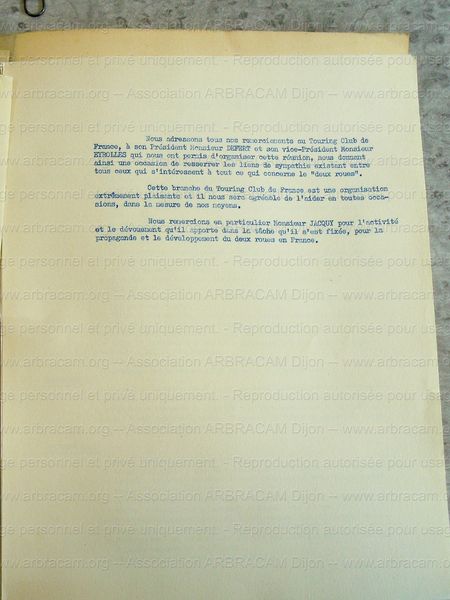 Nous adressons tous nos remerciements au Touring Club de
France, à son Président Monsieur DEFERT et son vice-Président Monsieur
EYROLLES qui nous ont permis d'organiser cette réunion, nous donnant
ainsi une occasion de resserrer les liens de sympathie existant entre
tous ceux qui s'intéressent à tout ce qui concerne le "deux roues".
Cette branche du Touring Club de France est une organisation
extrêmement plaisante et il nous sera agréable de l'aider en toutes occa-
sions, dans la mesure de nos moyens.
Nous remercions en particulier Monsieur JACQUY pour l'activité
et le dévouement qu'il apporte dans la tâche qu'il s'est fixée, pour la
propagande et le développement du deux roues en France.
www.arbracam.org -- Association ARBRACAM Dijon -- www.arbracam.org
usage personnel et privé uniquement. - Reproduction autorisée pour usage